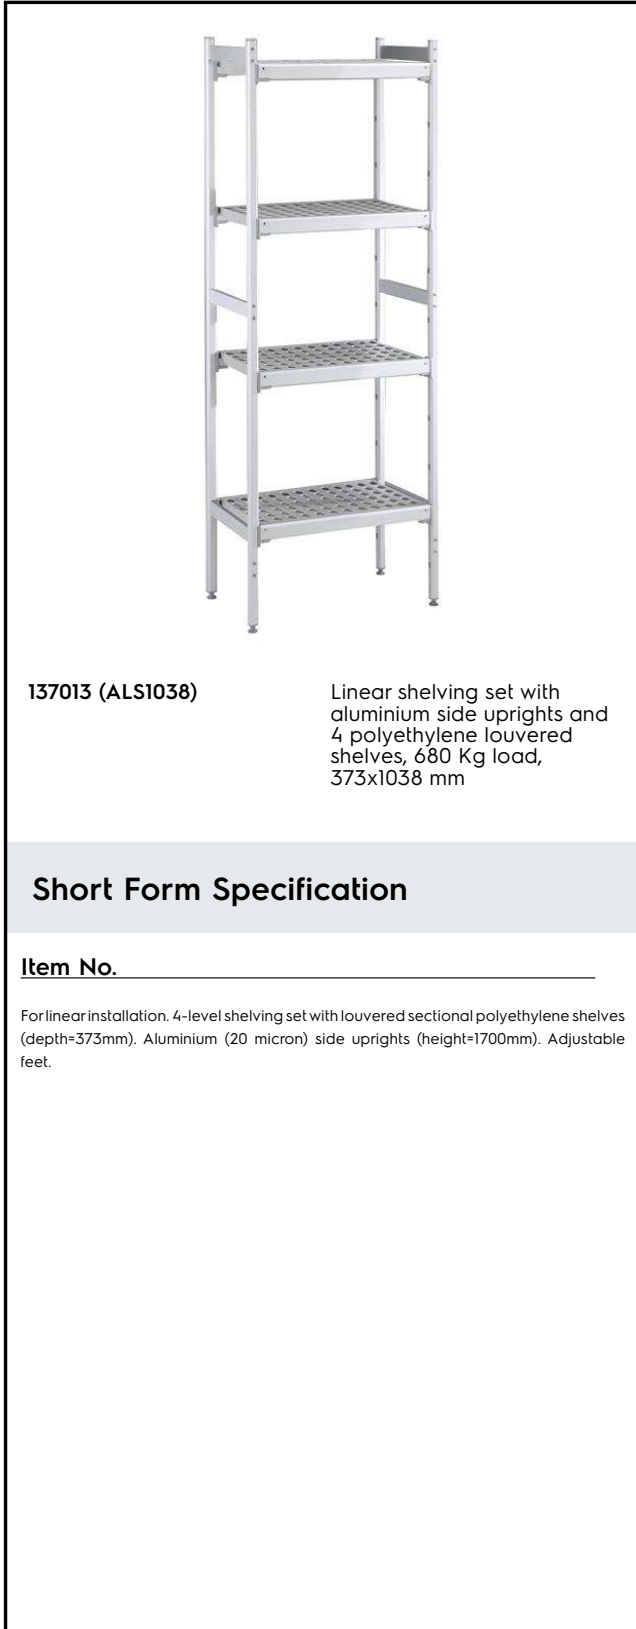 137013 (ALS1038)
Linear shelving set with
aluminium side uprights and
4 polyethylene louvered
shelves, 680 Kg load,
373x1038 mm
Short Form Specification
Item No.
For linear installation. 4-level shelving set with louvered sectional polyethylene shelves
(depth=373mm). Aluminium (20 micron) side uprights (height=1700mm). Adjustable
feet.